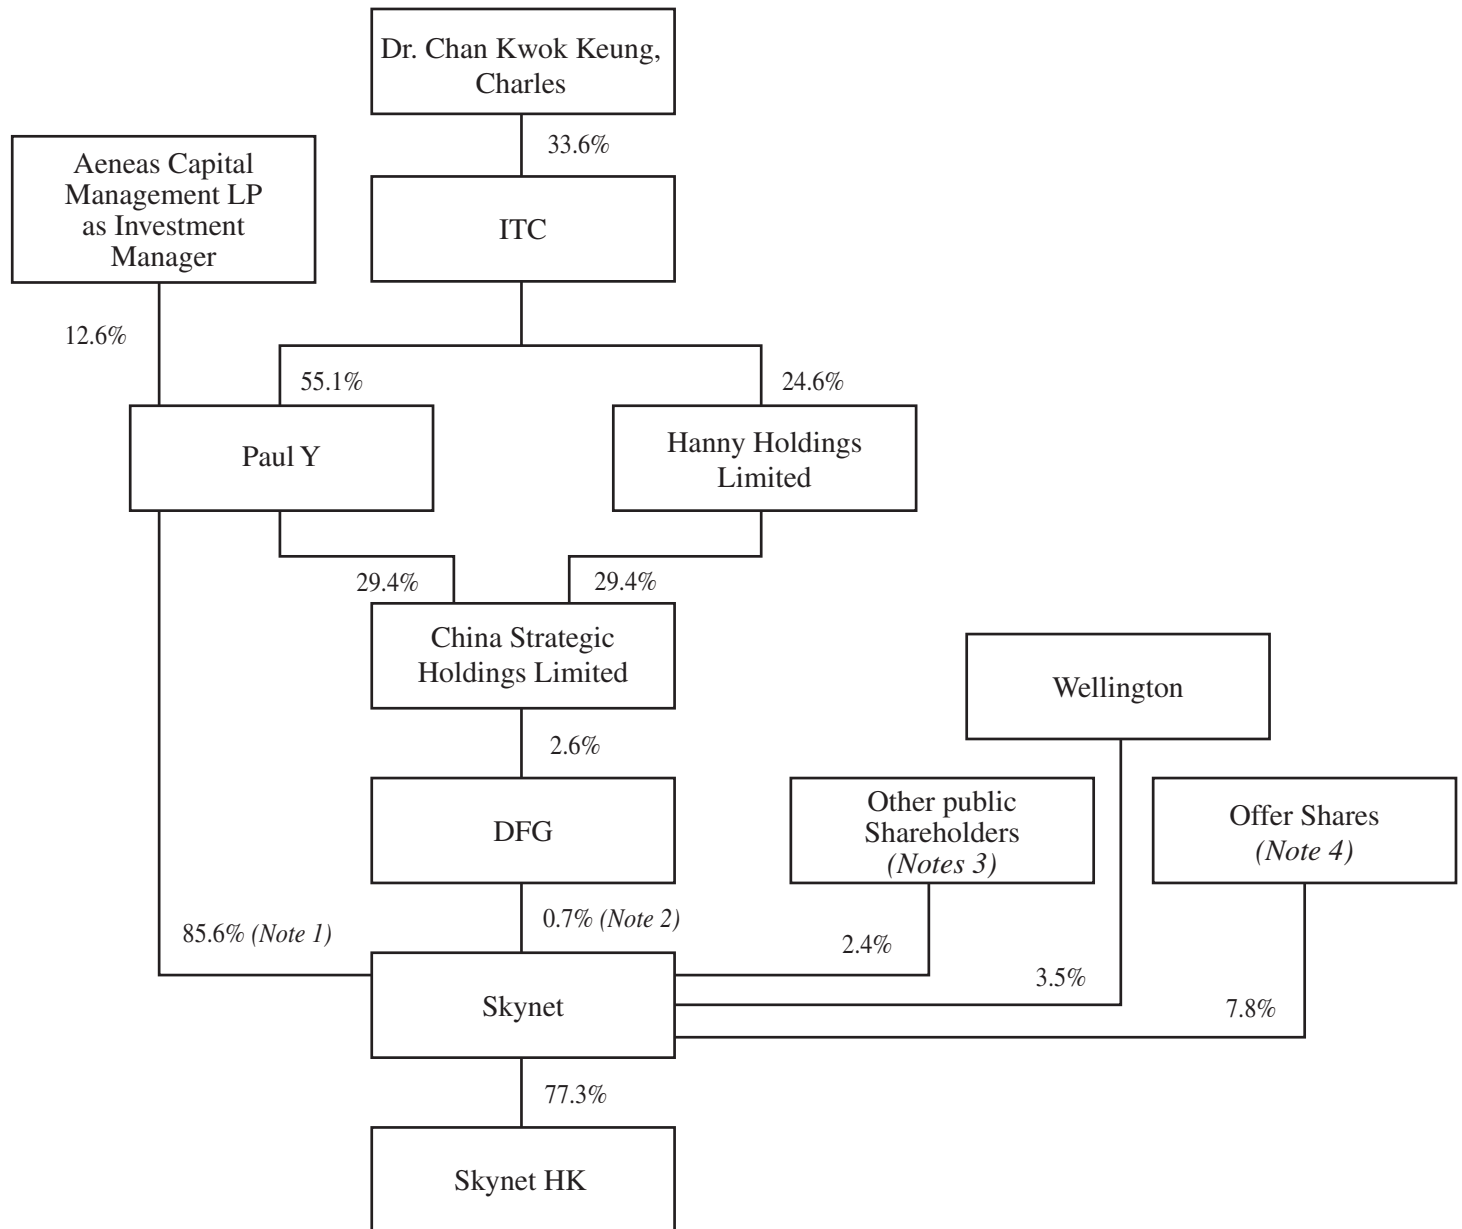 Dr. Chan Kwok Keung,
Charles
33.6%
Aeneas Capital
Management LP
as Investment
Manager
ITC
12.6%
55.1%
24.6%
Paul Y
Hanny Holdings
Limited
29.4%
29.4%
China Strategic
Holdings Limited
Wellington
2.6%
DFG
Other public
Shareholders
(Notes 3)
Offer Shares
(Note 4)
85.6% (Note 1)
0.7% (Note 2)
2.4%
3.5%
7.8%
Skynet
77.3%
Skynet HK